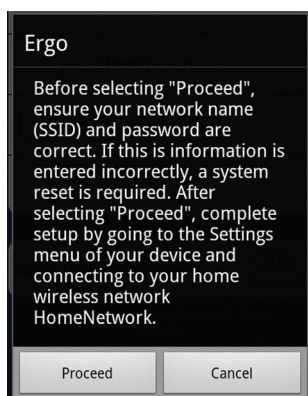 Ergo
Before selecting "Proceed",
ensure your network name
(SSID) and password are
correct. If this is information is
entered incorrectly, a system
reset is required. After
selecting "Proceed", complete
setup by going to the Settings
menu of your device and
connecting to your home
wireless network
HomeNetwork.
Proceed
Cancel